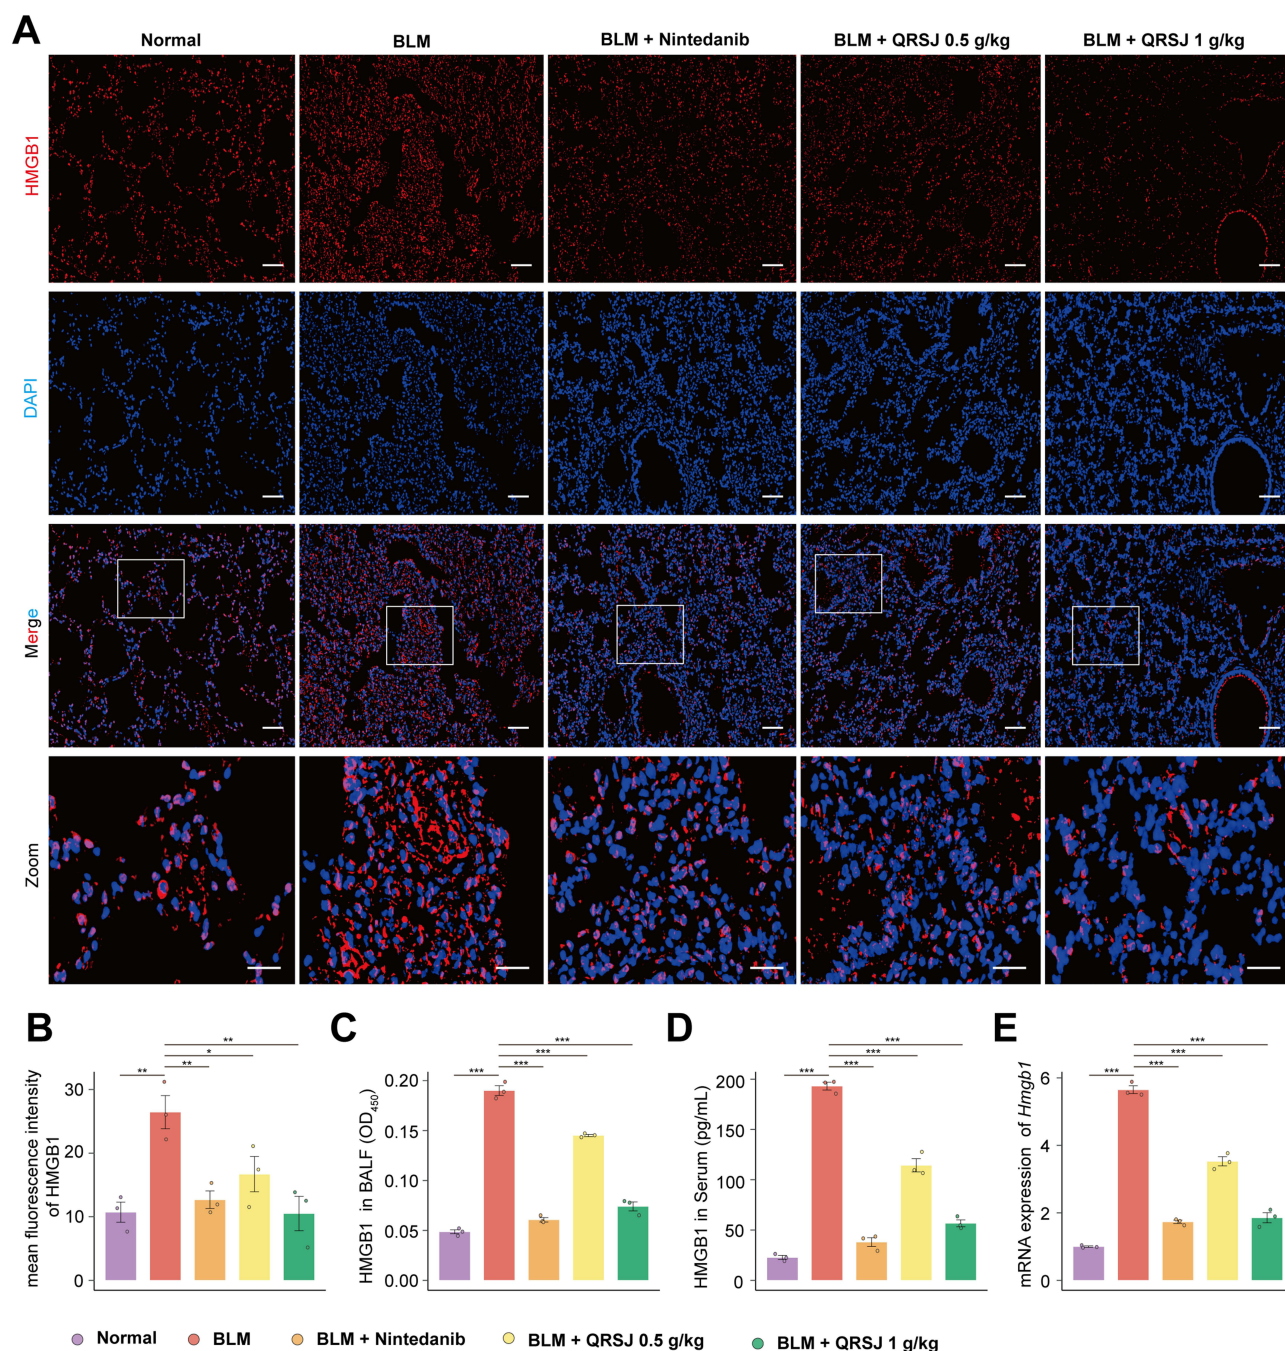 A
Normal
BLM
BLM + Nintedanib
BLM + QRSJ 0.5 g/kg
BLM + QRSJ 1 g/kg
HMGB1
DAPI
Merge
Zoom
B
mean fluorescence intensity
of HMGB1
30
20
10
0
**
**
*
**
C
HMGB1 in BALF (OD450)
0.20
0.15
0.10
0.05
0.00
***
***
***
***
D
HMGB1 in Serum (pg/mL)
200
150
100
50
0
***
***
***
***
E
mRNA expression of Hmgb1
6
4
2
0
***
***
***
***
Normal
BLM
BLM + Nintedanib
BLM + QRSJ 0.5 g/kg
BLM + QRSJ 1 g/kg